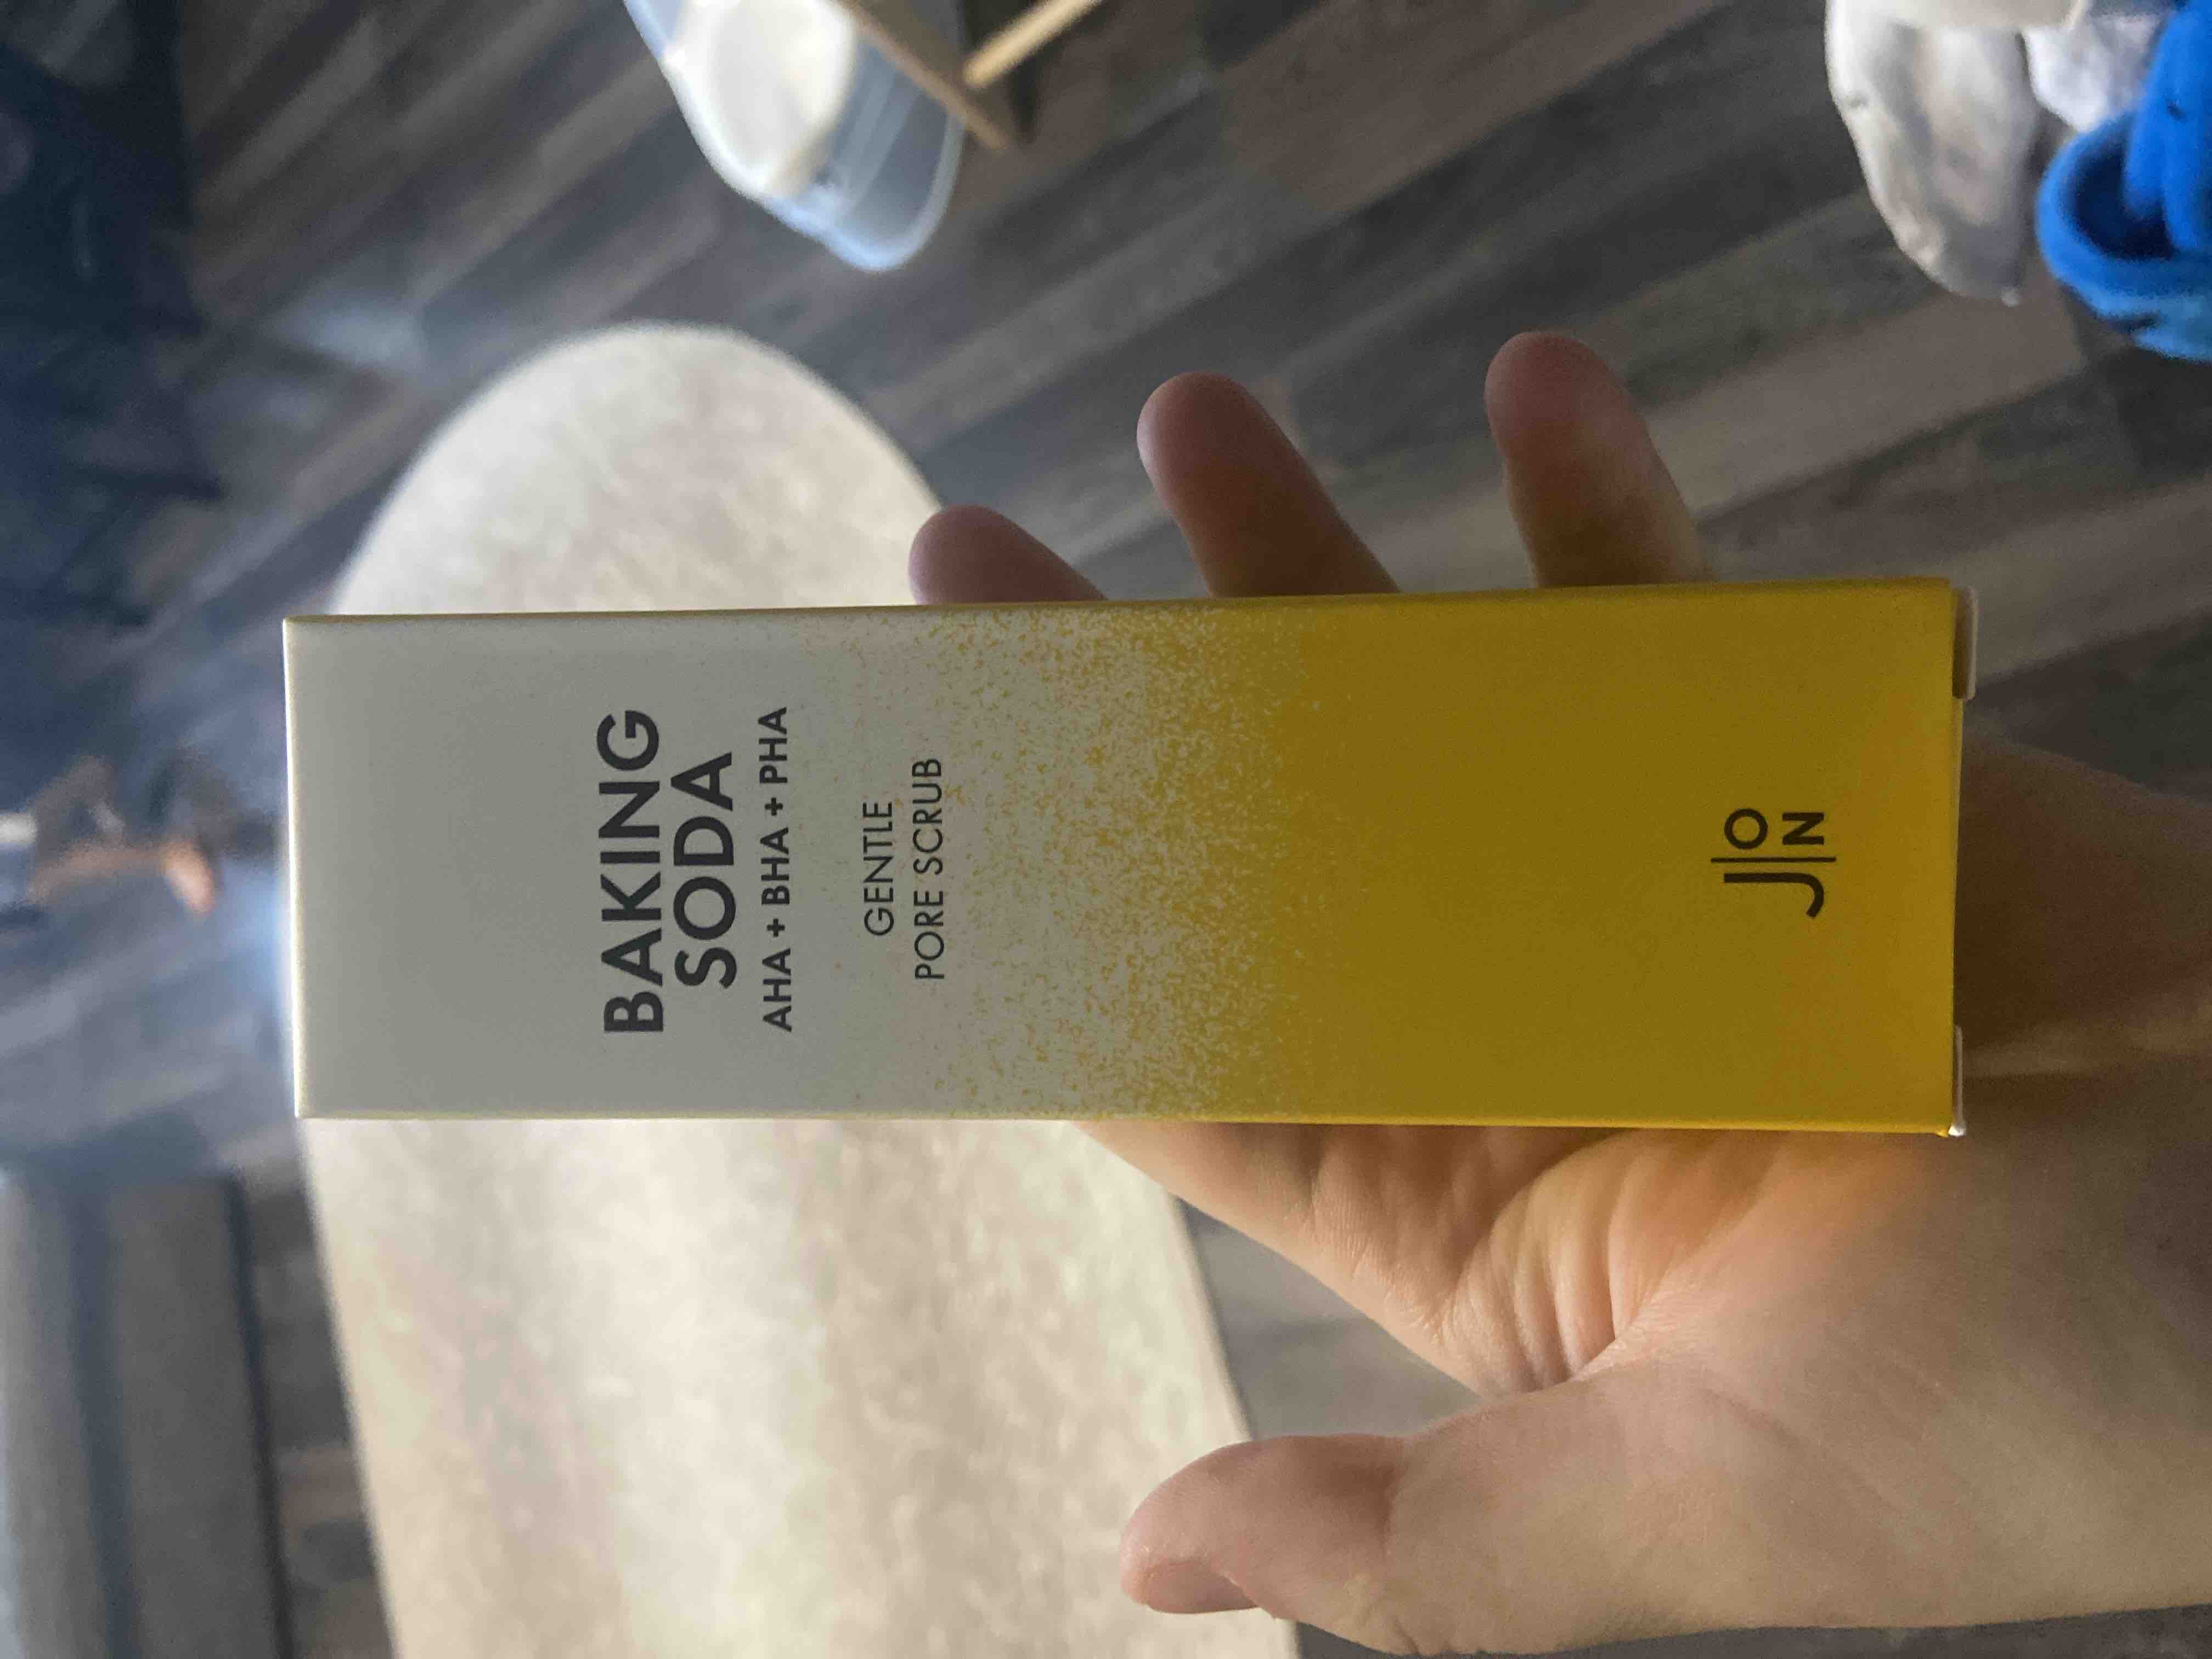 BAKING
SODA
AHA + BHA + PHA
GENTLE
PORE SCRUB
J|O
N